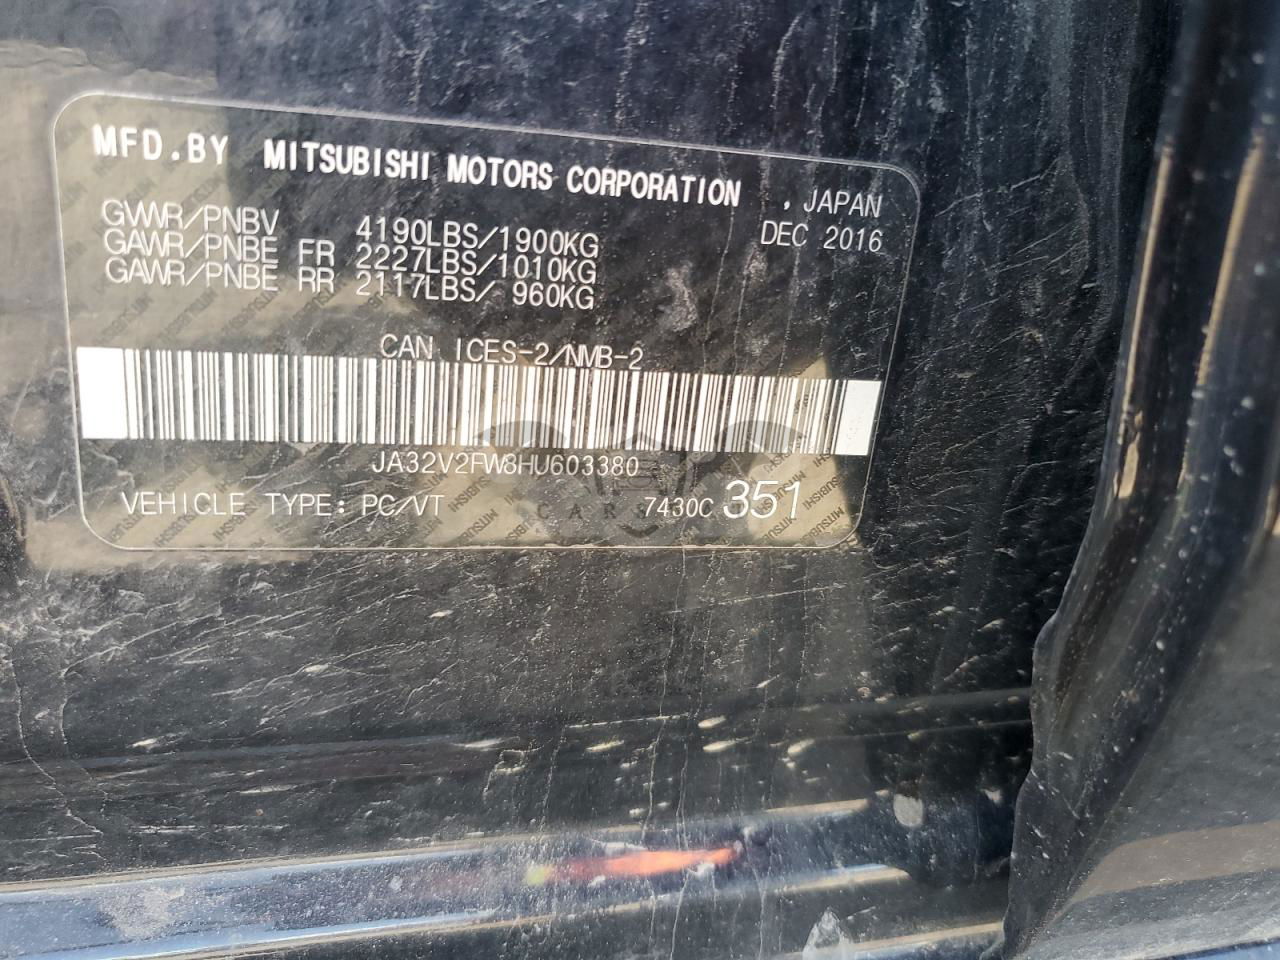 MFD.BY MITSUBISHI MOTORS CORPORATION , JAPAN
GVWR/PNBV 4190LBS/1900KG DEC 2016
GAWR/PNBE FR 2227LBS/1010KG
GAWR/PNBE RR 2117LBS/ 960KG
CAN ICES-2/NMB-2
JA32V2FW8HU603380
VEHICLE TYPE: PC/VT 7430C 351
CARS